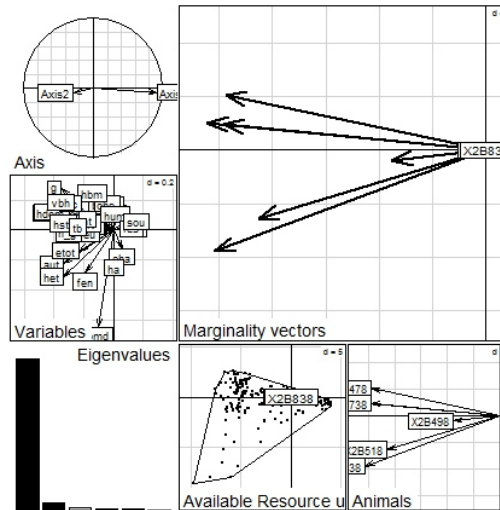 Axis2
Axis
X2B83
Axis
d = 0.2
g
hbm
vbh
hum
hst
tb
sou
etot
aut
ha
het
fen
Variables
Marginality vectors
Eigenvalues
d = 5
d
478
X2B838
738
X2B498
X2B518
38
Available Resource u
Animals